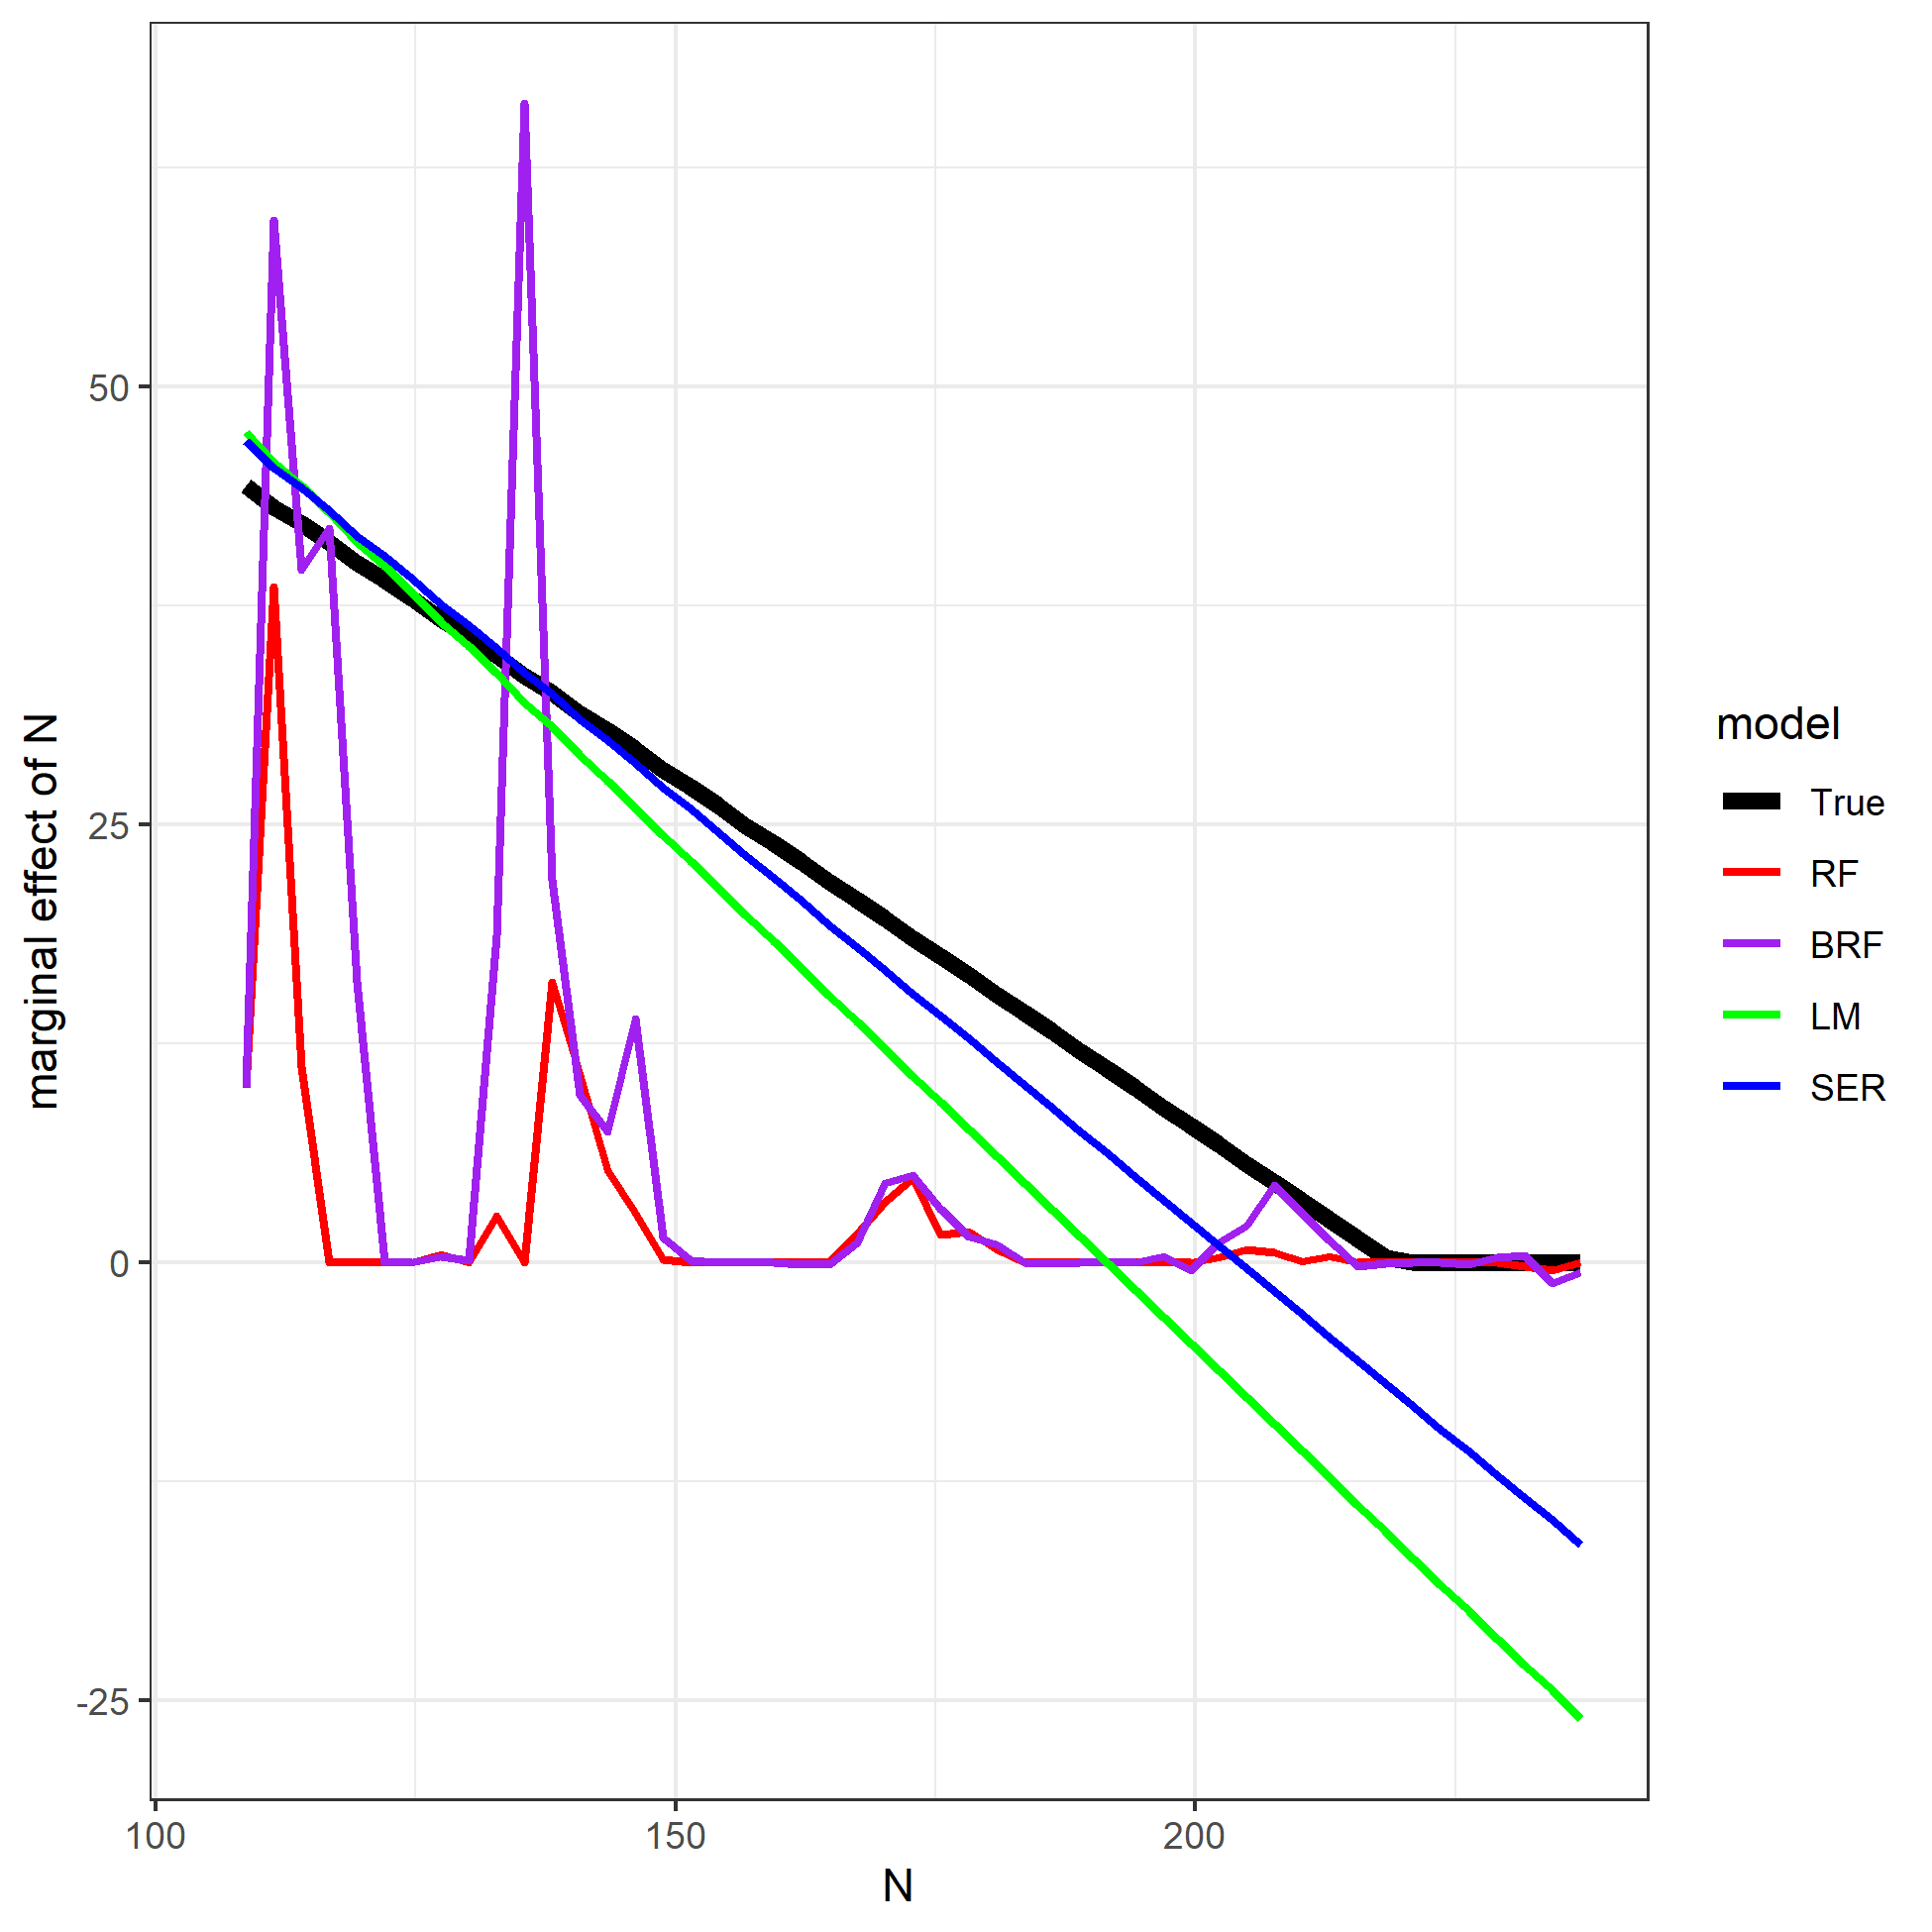 50
25
0
-25
marginal effect of N
100
150
200
N
model
True
RF
BRF
LM
SER